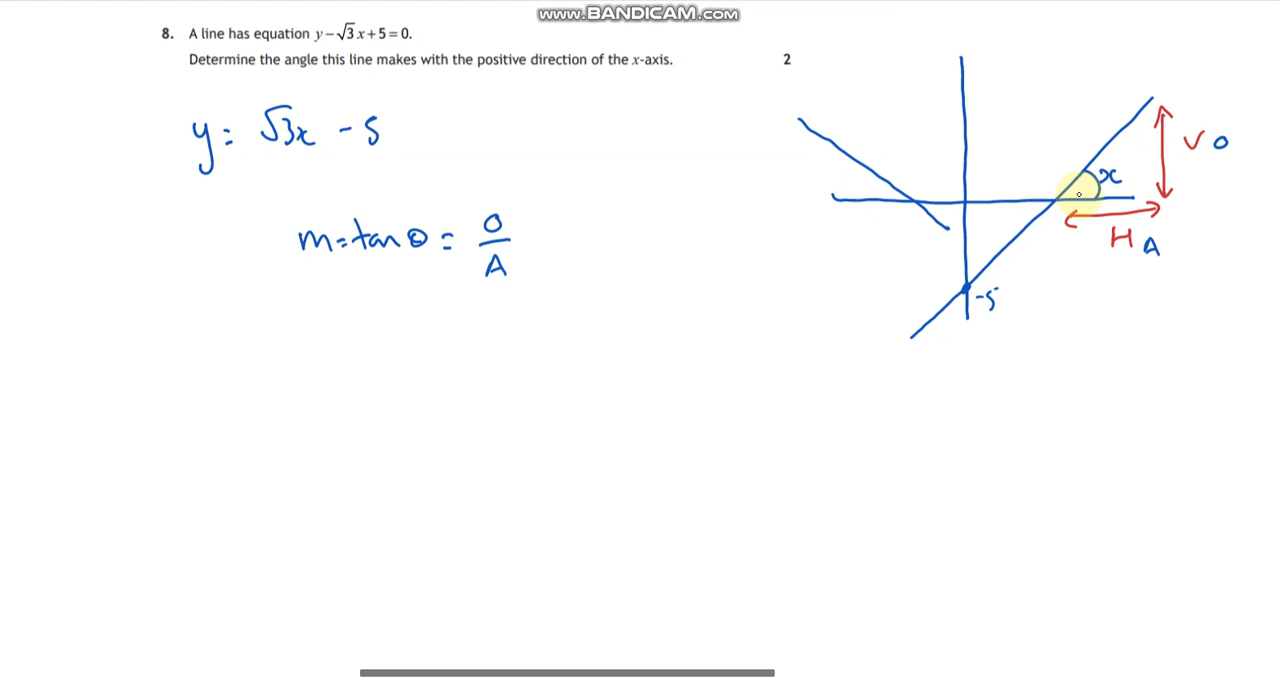 www.BANDICAM.com
8. A line has equation y−√3x+5=0.
Determine the angle this line makes with the positive direction of the x-axis. 2
y = √3x - 5
m = tan θ = O
A
x
V O
H A
-5